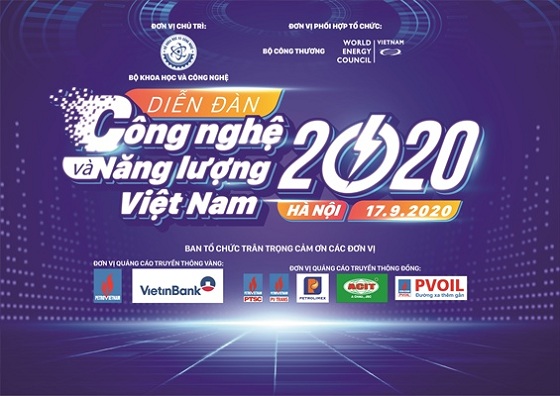 ĐƠN VỊ CHỦ TRÌ:
BỘ KHOA HỌC VÀ CÔNG NGHỆ
ĐƠN VỊ PHỐI HỢP TỔ CHỨC:
BỘ CÔNG THƯƠNG
WORLD
ENERGY
COUNCIL
VIETNAM
DIỄN ĐÀN
Công nghệ
và Năng lượng
Việt Nam
2020
HÀ NỘI
17.9.2020
BAN TỔ CHỨC TRÂN TRỌNG CẢM ƠN CÁC ĐƠN VỊ
ĐƠN VỊ QUẢNG CÁO TRUYỀN THÔNG VÀNG:
PETROVIETNAM
VietinBank
ĐƠN VỊ QUẢNG CÁO TRUYỀN THÔNG ĐỒNG:
PTSC
PV TRANS
PETROLIMEX
ACIT
PVOIL
Đường xa thêm gần